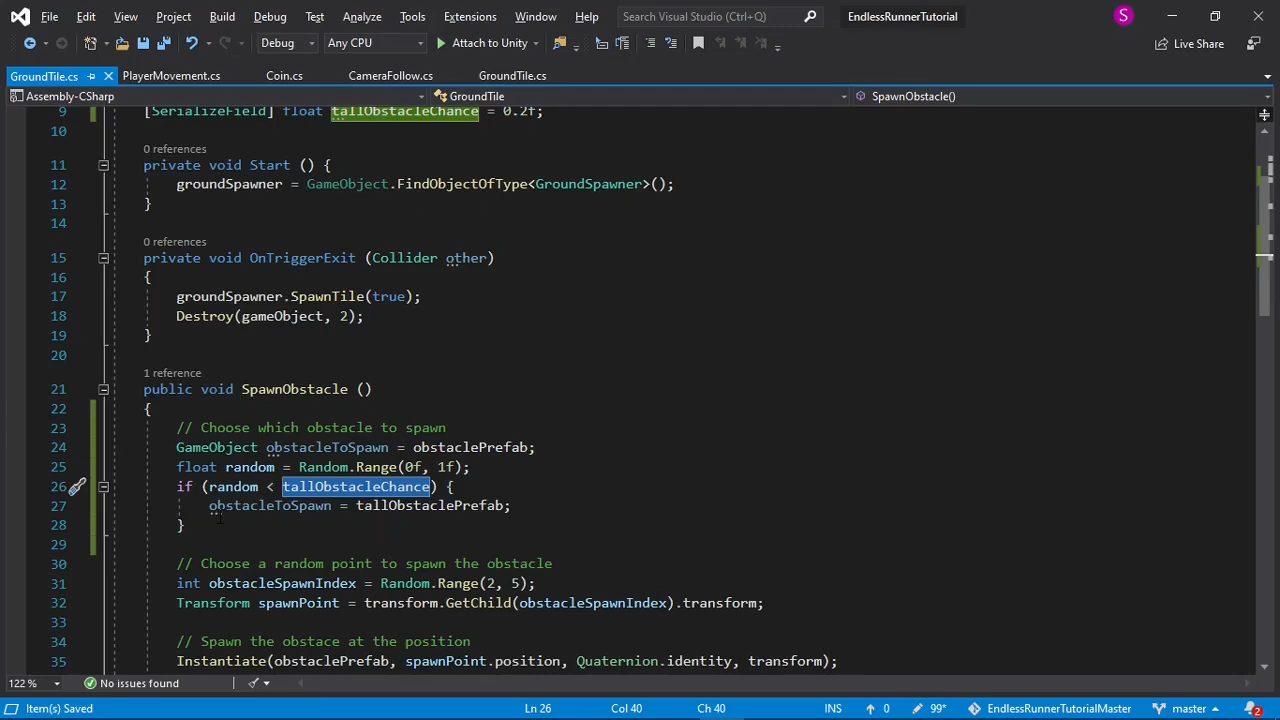 File Edit View Project Build Debug Test Analyze Tools Extensions Window Help Search Visual Studio (Ctrl+Q) EndlessRunnerTutorial S
Debug Any CPU Attach to Unity Live Share
GroundTile.cs PlayerMovement.cs Coin.cs CameraFollow.cs GroundTile.cs
Assembly-CSharp GroundTile SpawnObstacle()
9 [SerializeField] float tallObstacleChance = 0.2f;
10
0 references
11 private void Start () {
12 groundSpawner = GameObject.FindObjectOfType<GroundSpawner>();
13 }
14
0 references
15 private void OnTriggerExit (Collider other)
16 {
17 groundSpawner.SpawnTile(true);
18 Destroy(gameObject, 2);
19 }
20
1 reference
21 public void SpawnObstacle ()
22 {
23 // Choose which obstacle to spawn
24 GameObject obstacleToSpawn = obstaclePrefab;
25 float random = Random.Range(0f, 1f);
26 if (random < tallObstacleChance) {
27 obstacleToSpawn = tallObstaclePrefab;
28 }
29
30 // Choose a random point to spawn the obstacle
31 int obstacleSpawnIndex = Random.Range(2, 5);
32 Transform spawnPoint = transform.GetChild(obstacleSpawnIndex).transform;
33
34 // Spawn the obstace at the position
35 Instantiate(obstaclePrefab, spawnPoint.position, Quaternion.identity, transform);
122 % No issues found Ln 26 Ch 40
Item(s) Saved Ln 26 Col 40 Ch 40 INS 0 99* EndlessRunnerTutorialMaster master 2